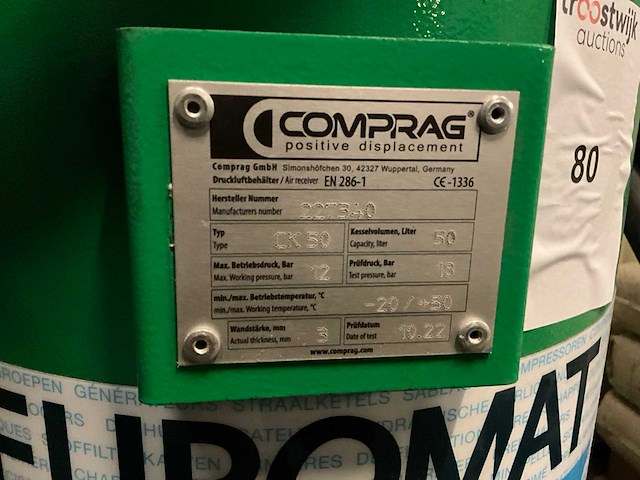 troostwijk
auctions
80
COMPRAG®
positive displacement
Comprag GmbH Simonshöfchen 30, 42327 Wuppertal, Germany
Druckluftbehälter / Air receiver EN 286-1 CE-1336
Hersteller Nummer
Manufacturers number
Typ
Type CK 50
Kesselvolumen, Liter
Capacity, liter 50
Max. Betriebsdruck, bar
Max. Working pressure, bar 12
Prüfdruck, Bar
Test pressure, bar 18
min./max. Betriebstemperatur, °C
min./max. Working temperature, °C -20/+50
Wandstärke, mm
Actual thickness, mm 3
Prüfdatum
Date of test 10.22
www.comprag.com
GROEPEN
STRAALKETELS
EUROMAT